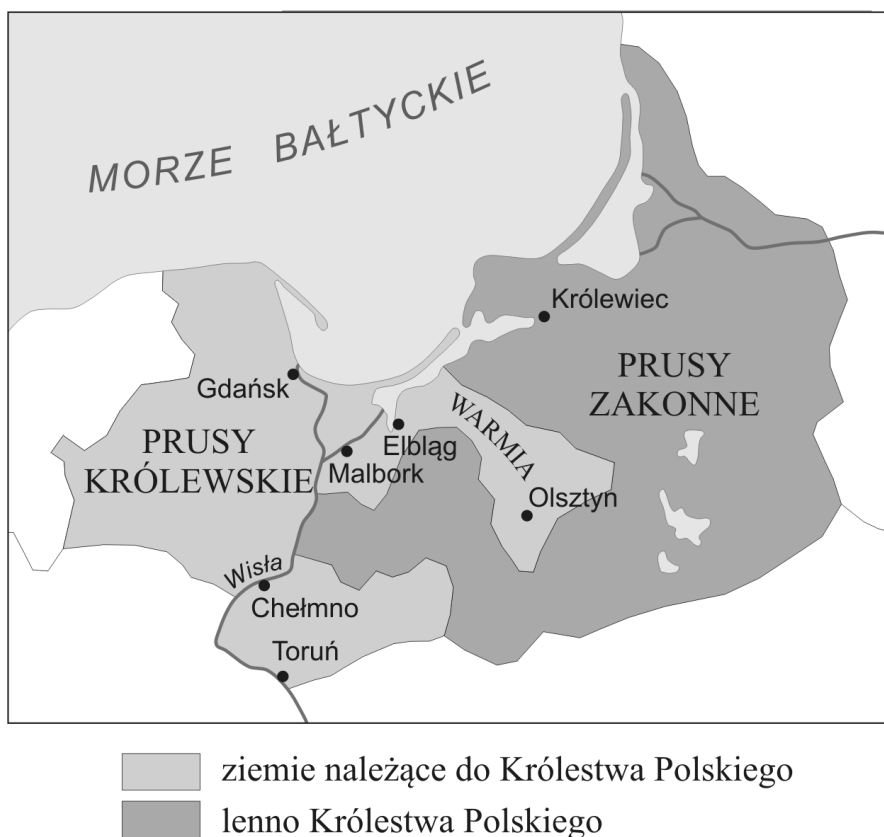 MORZE BAŁTYCKIE
Królewiec
PRUSY
ZAKONNE
Gdańsk
WARMIA
PRUSY
KRÓLEWSKIE
Elbląg
Malbork
Olsztyn
Wisła
Chełmno
Toruń
ziemie należące do Królestwa Polskiego
lenno Królestwa Polskiego